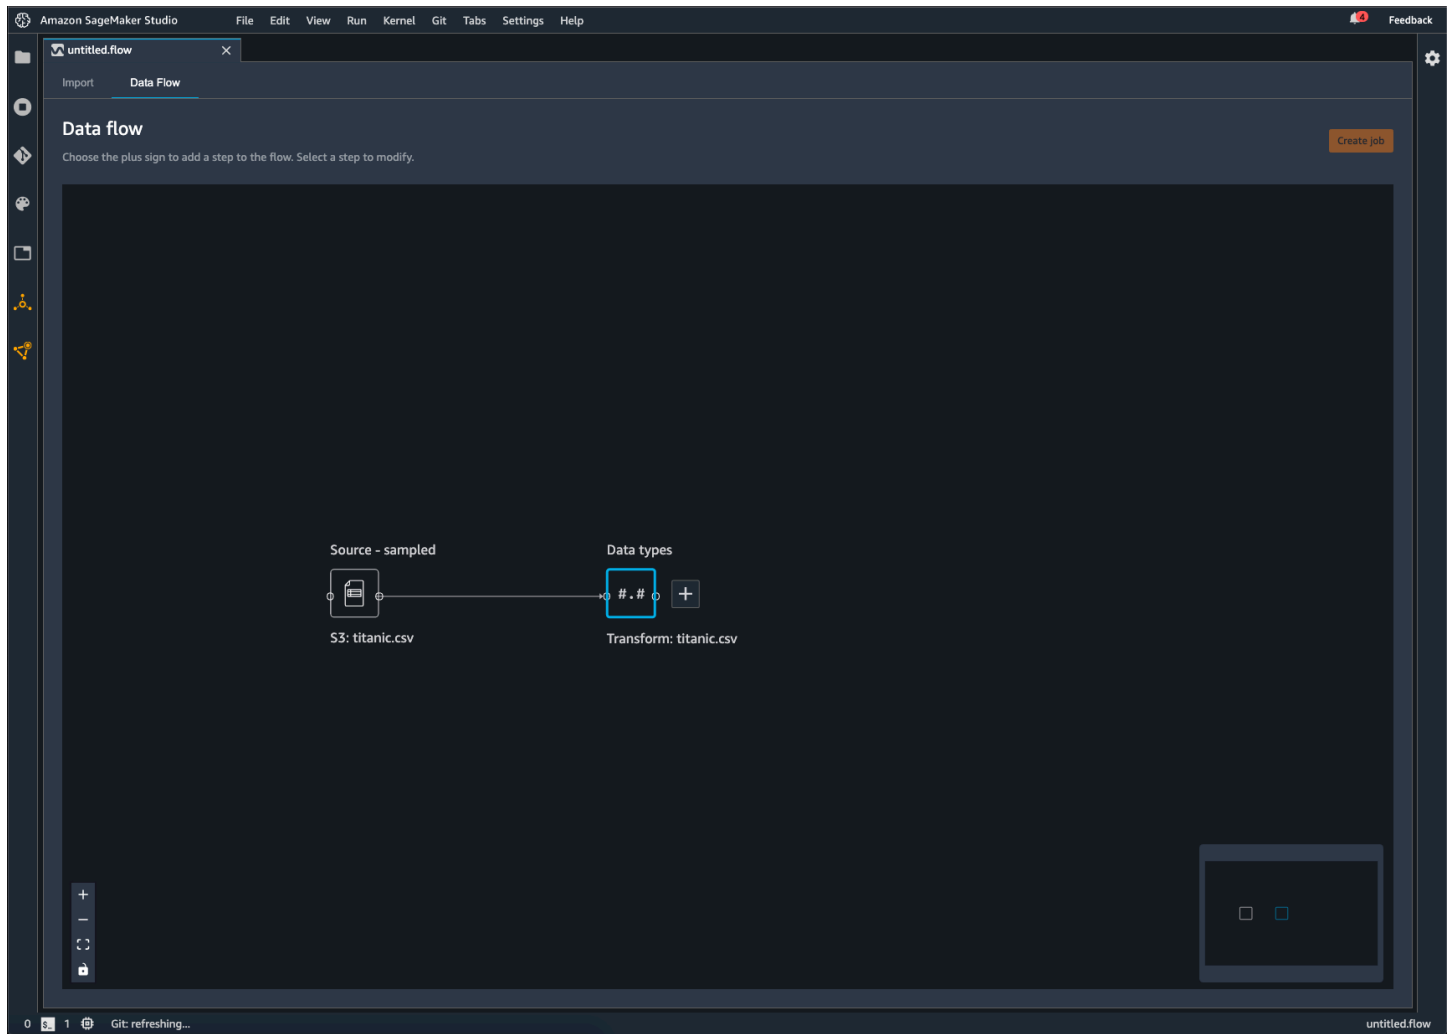 Amazon SageMaker Studio File Edit View Run Kernel Git Tabs Settings Help 4 Feedback
untitled.flow
Import Data Flow
Data flow
Create job
Choose the plus sign to add a step to the flow. Select a step to modify.
Source - sampled Data types
#.#
S3: titanic.csv Transform: titanic.csv
0 $_ 1 Git: refreshing... untitled.flow